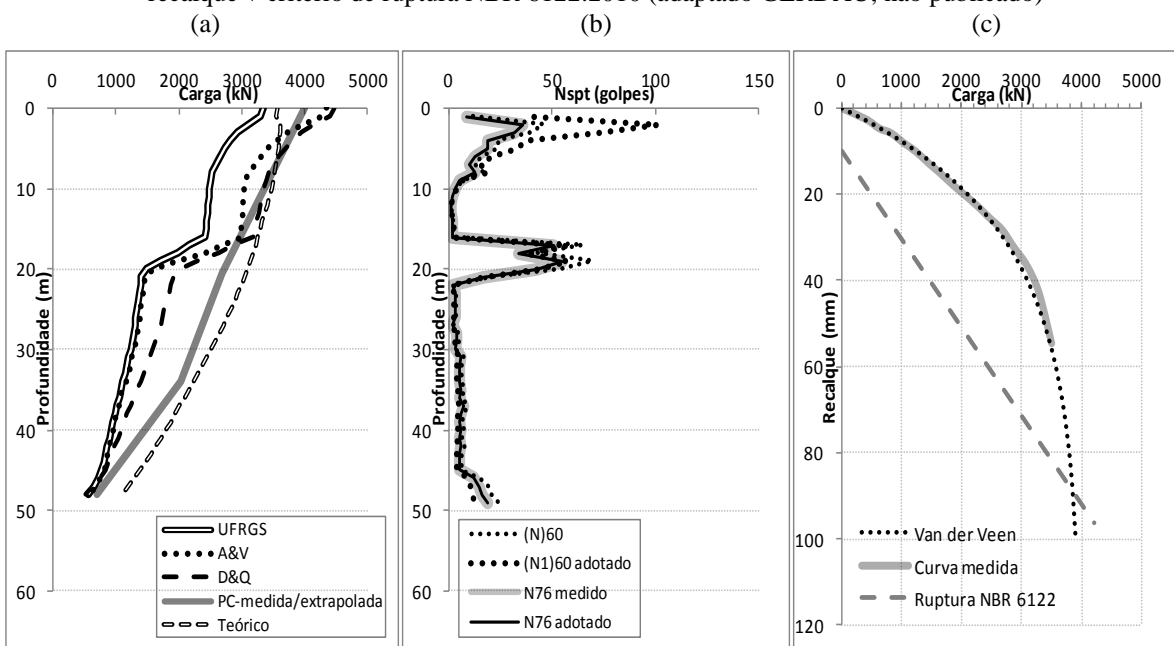 recalque v critério de ruptura NBR 6122:2010 (adaptado GERDAU, não publicado)
(a) (b) (c)
0 1000 2000 3000 4000 5000
Carga (kN)
0
10
20
30
40
50
60
Profundidade (m)
UFRGS
A&V
D&Q
PC-medida/extrapolada
Teórico
0 50 100 150
Nspt (golpes)
0
10
20
30
40
50
60
Profundidade (m)
(N)60
(N1)60 adotado
N76 medido
N76 adotado
0 1000 2000 3000 4000 5000
Carga (kN)
0
20
40
60
80
100
120
Recalque (mm)
Van der Veen
Curva medida
Ruptura NBR 6122